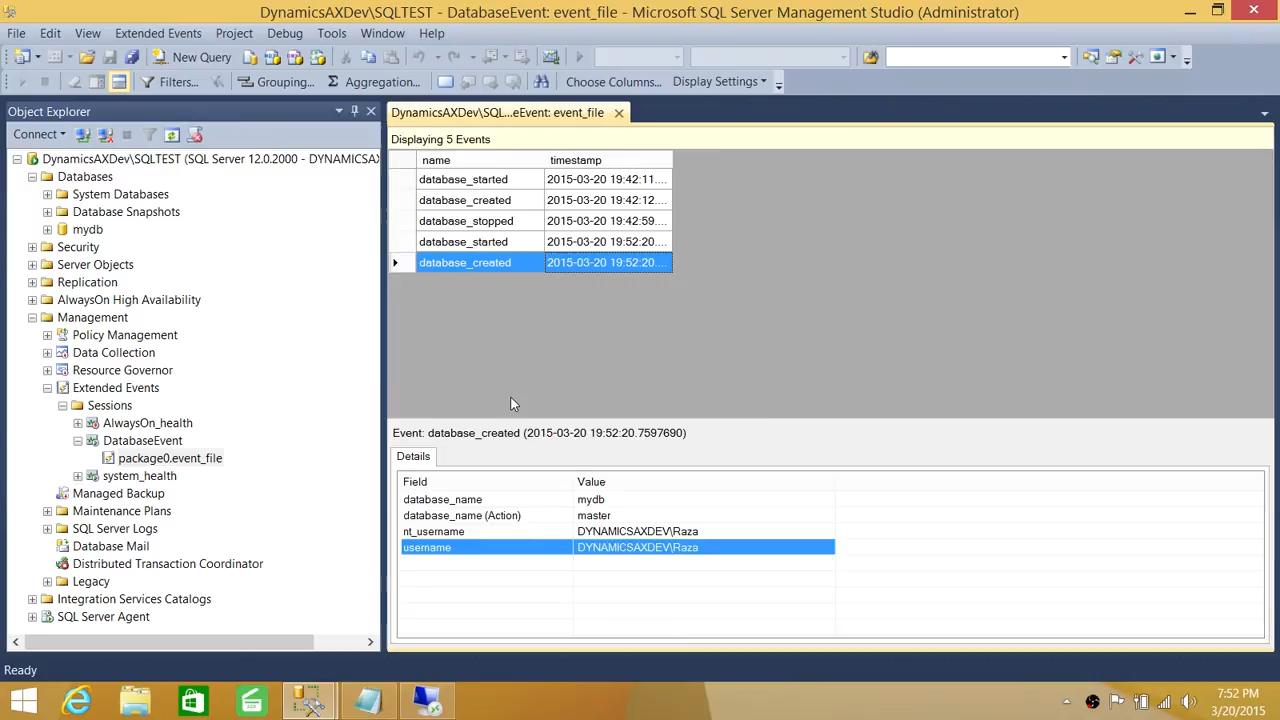 DynamicsAXDev\SQLTEST - DatabaseEvent: event_file - Microsoft SQL Server Management Studio (Administrator)
File Edit View Extended Events Project Debug Tools Window Help
New Query
Filters... Grouping... Σ Aggregation... Choose Columns... Display Settings
Object Explorer
Connect
DynamicsAXDev\SQLTEST (SQL Server 12.0.2000 - DYNAMICSA
Databases
System Databases
Database Snapshots
mydb
Security
Server Objects
Replication
AlwaysOn High Availability
Management
Policy Management
Data Collection
Resource Governor
Extended Events
Sessions
AlwaysOn_health
DatabaseEvent
package0.event_file
system_health
Managed Backup
Maintenance Plans
SQL Server Logs
Database Mail
Distributed Transaction Coordinator
Legacy
Integration Services Catalogs
SQL Server Agent
DynamicsAXDev\SQL...eEvent: event_file
Displaying 5 Events
name timestamp
database_started 2015-03-20 19:42:11....
database_created 2015-03-20 19:42:12....
database_stopped 2015-03-20 19:42:59....
database_started 2015-03-20 19:52:20....
database_created 2015-03-20 19:52:20....
Event: database_created (2015-03-20 19:52:20.7597690)
Details
Field Value
database_name mydb
database_name (Action) master
nt_username DYNAMICSAXDEV\Raza
username DYNAMICSAXDEV\Raza
Ready
7:52 PM
3/20/2015